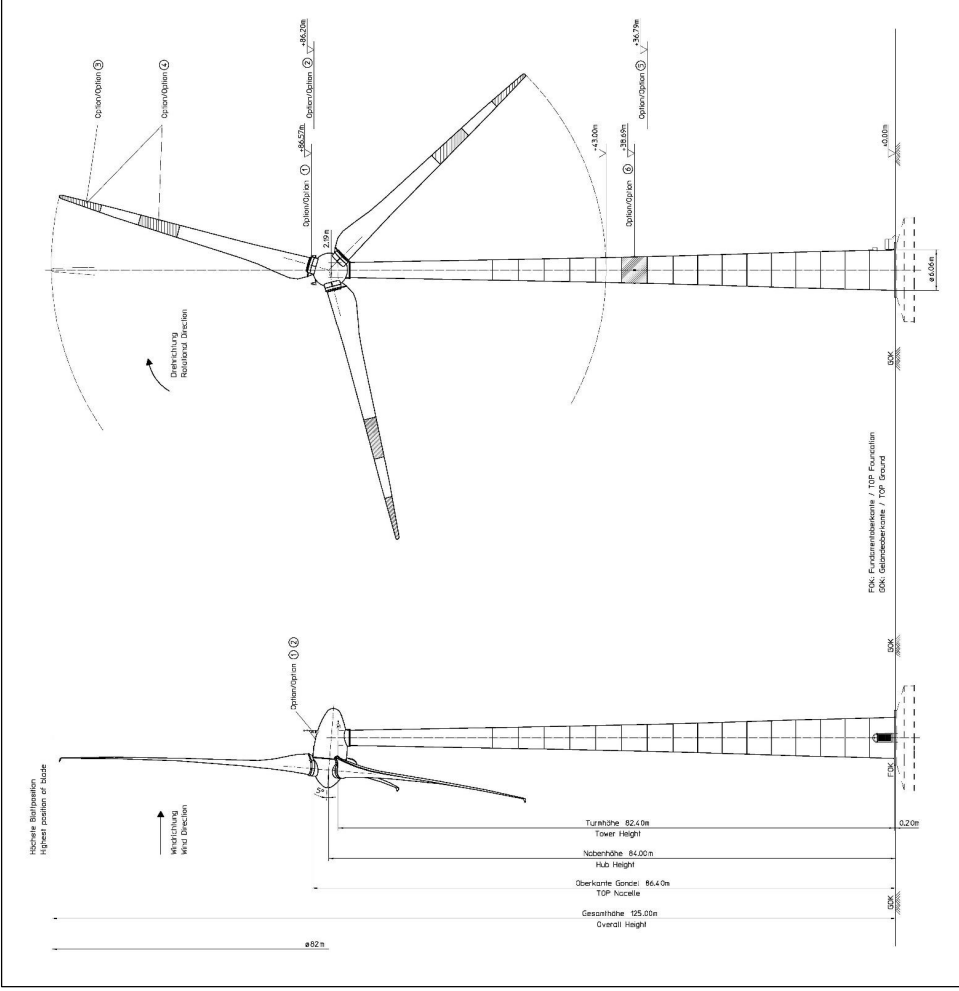 Option/Option 3
Option/Option 4
+86.20m
Option/Option 2
+86.57m
Option/Option 1
+36.79m
Option/Option 5
+38.69m
Option/Option 6
+43.00m
±0.00m
2.19m
ø6.06m
Drehrichtung
Rotational Direction
GOK
FOK: Fundamentoberkante / TOP Foundation
GOK: Geländeoberkante / TOP Ground
GOK
Option/Option 1 2
5°
FOK
Höchste Blattposition
Highest position of blade
Windrichtung
Wind Direction
Turmhöhe 82.40m
Tower Height
0.20m
Nabenhöhe 84.00m
Hub Height
Oberkante Gondel 86.40m
TOP Nacelle
Gesamthöhe 125.00m
Overall Height
GOK
ø82m